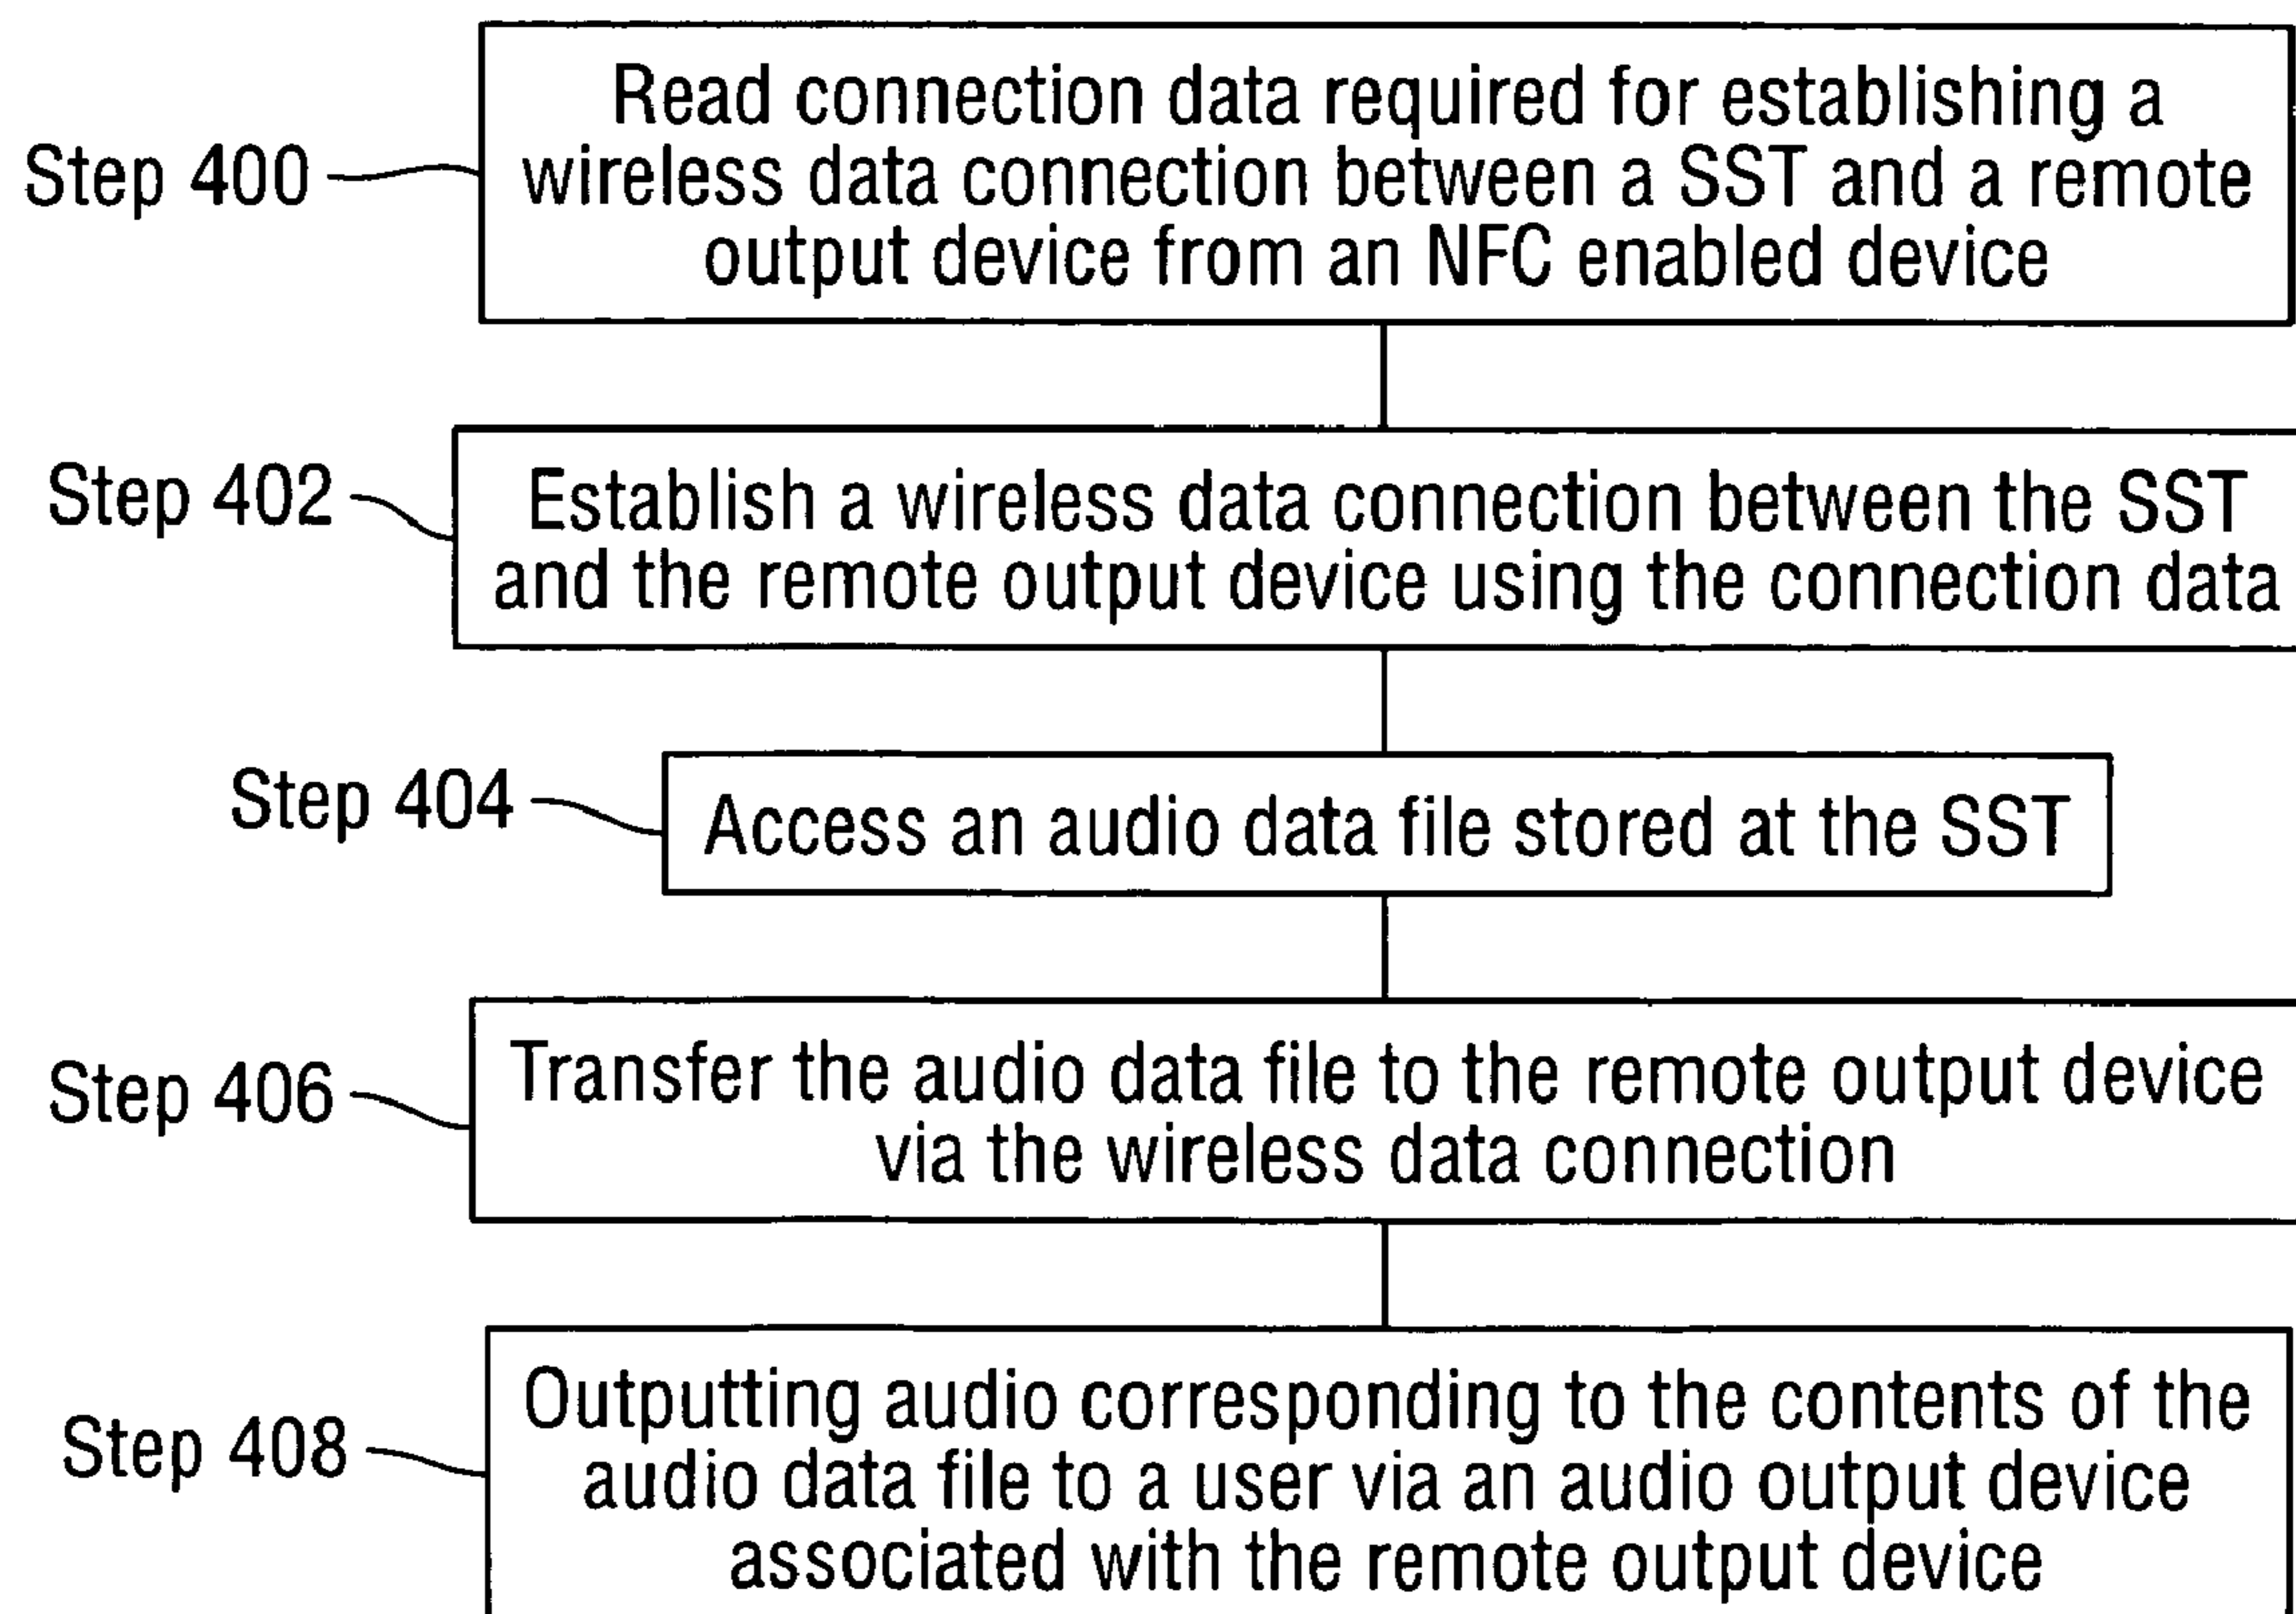 Step 400
Read connection data required for establishing a
wireless data connection between a SST and a remote
output device from an NFC enabled device
Step 402
Establish a wireless data connection between the SST
and the remote output device using the connection data
Step 404
Access an audio data file stored at the SST
Step 406
Transfer the audio data file to the remote output device
via the wireless data connection
Step 408
Outputting audio corresponding to the contents of the
audio data file to a user via an audio output device
associated with the remote output device